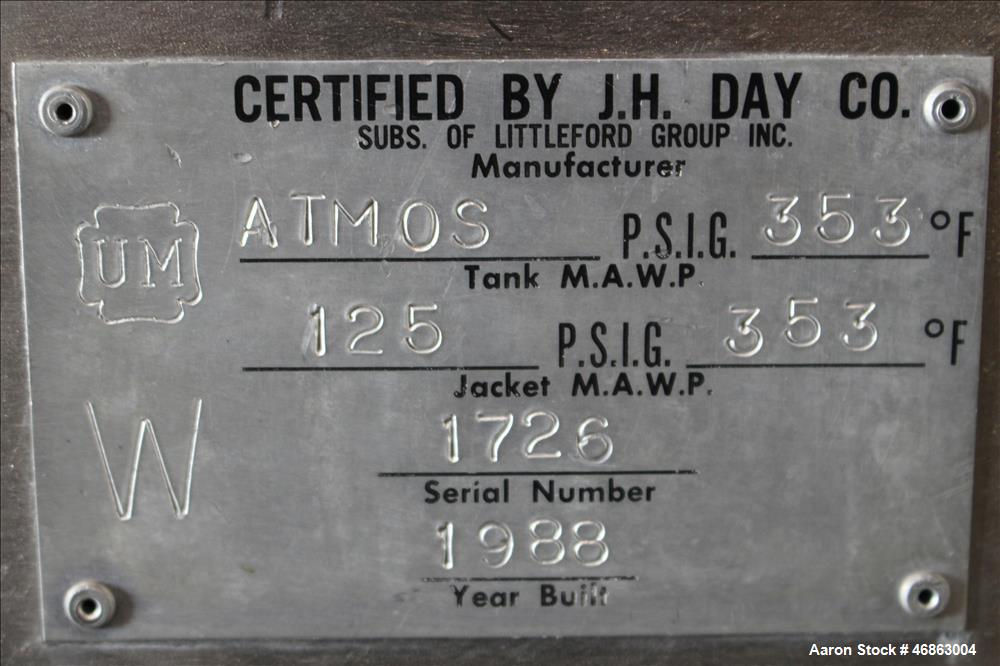 CERTIFIED BY J.H. DAY CO.
SUBS. OF LITTLEFORD GROUP INC.
Manufacturer
UM
ATMOS P.S.I.G. 353 °F
Tank M.A.W.P.
125 P.S.I.G. 353 °F
Jacket M.A.W.P.
W
1726
Serial Number
1988
Year Built
Aaron Stock # 46863004